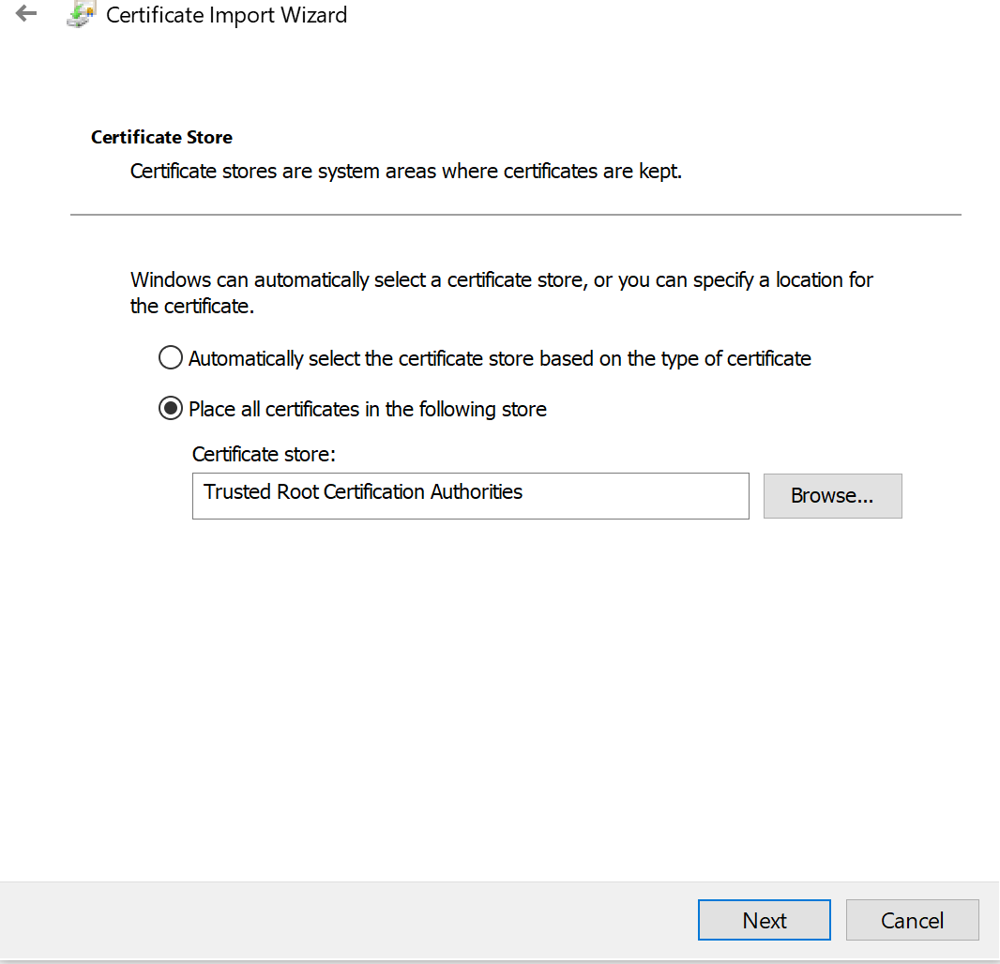 Certificate Import Wizard
Certificate Store
Certificate stores are system areas where certificates are kept.
Windows can automatically select a certificate store, or you can specify a location for
the certificate.
Automatically select the certificate store based on the type of certificate
Place all certificates in the following store
Certificate store:
Trusted Root Certification Authorities
Browse...
Next
Cancel